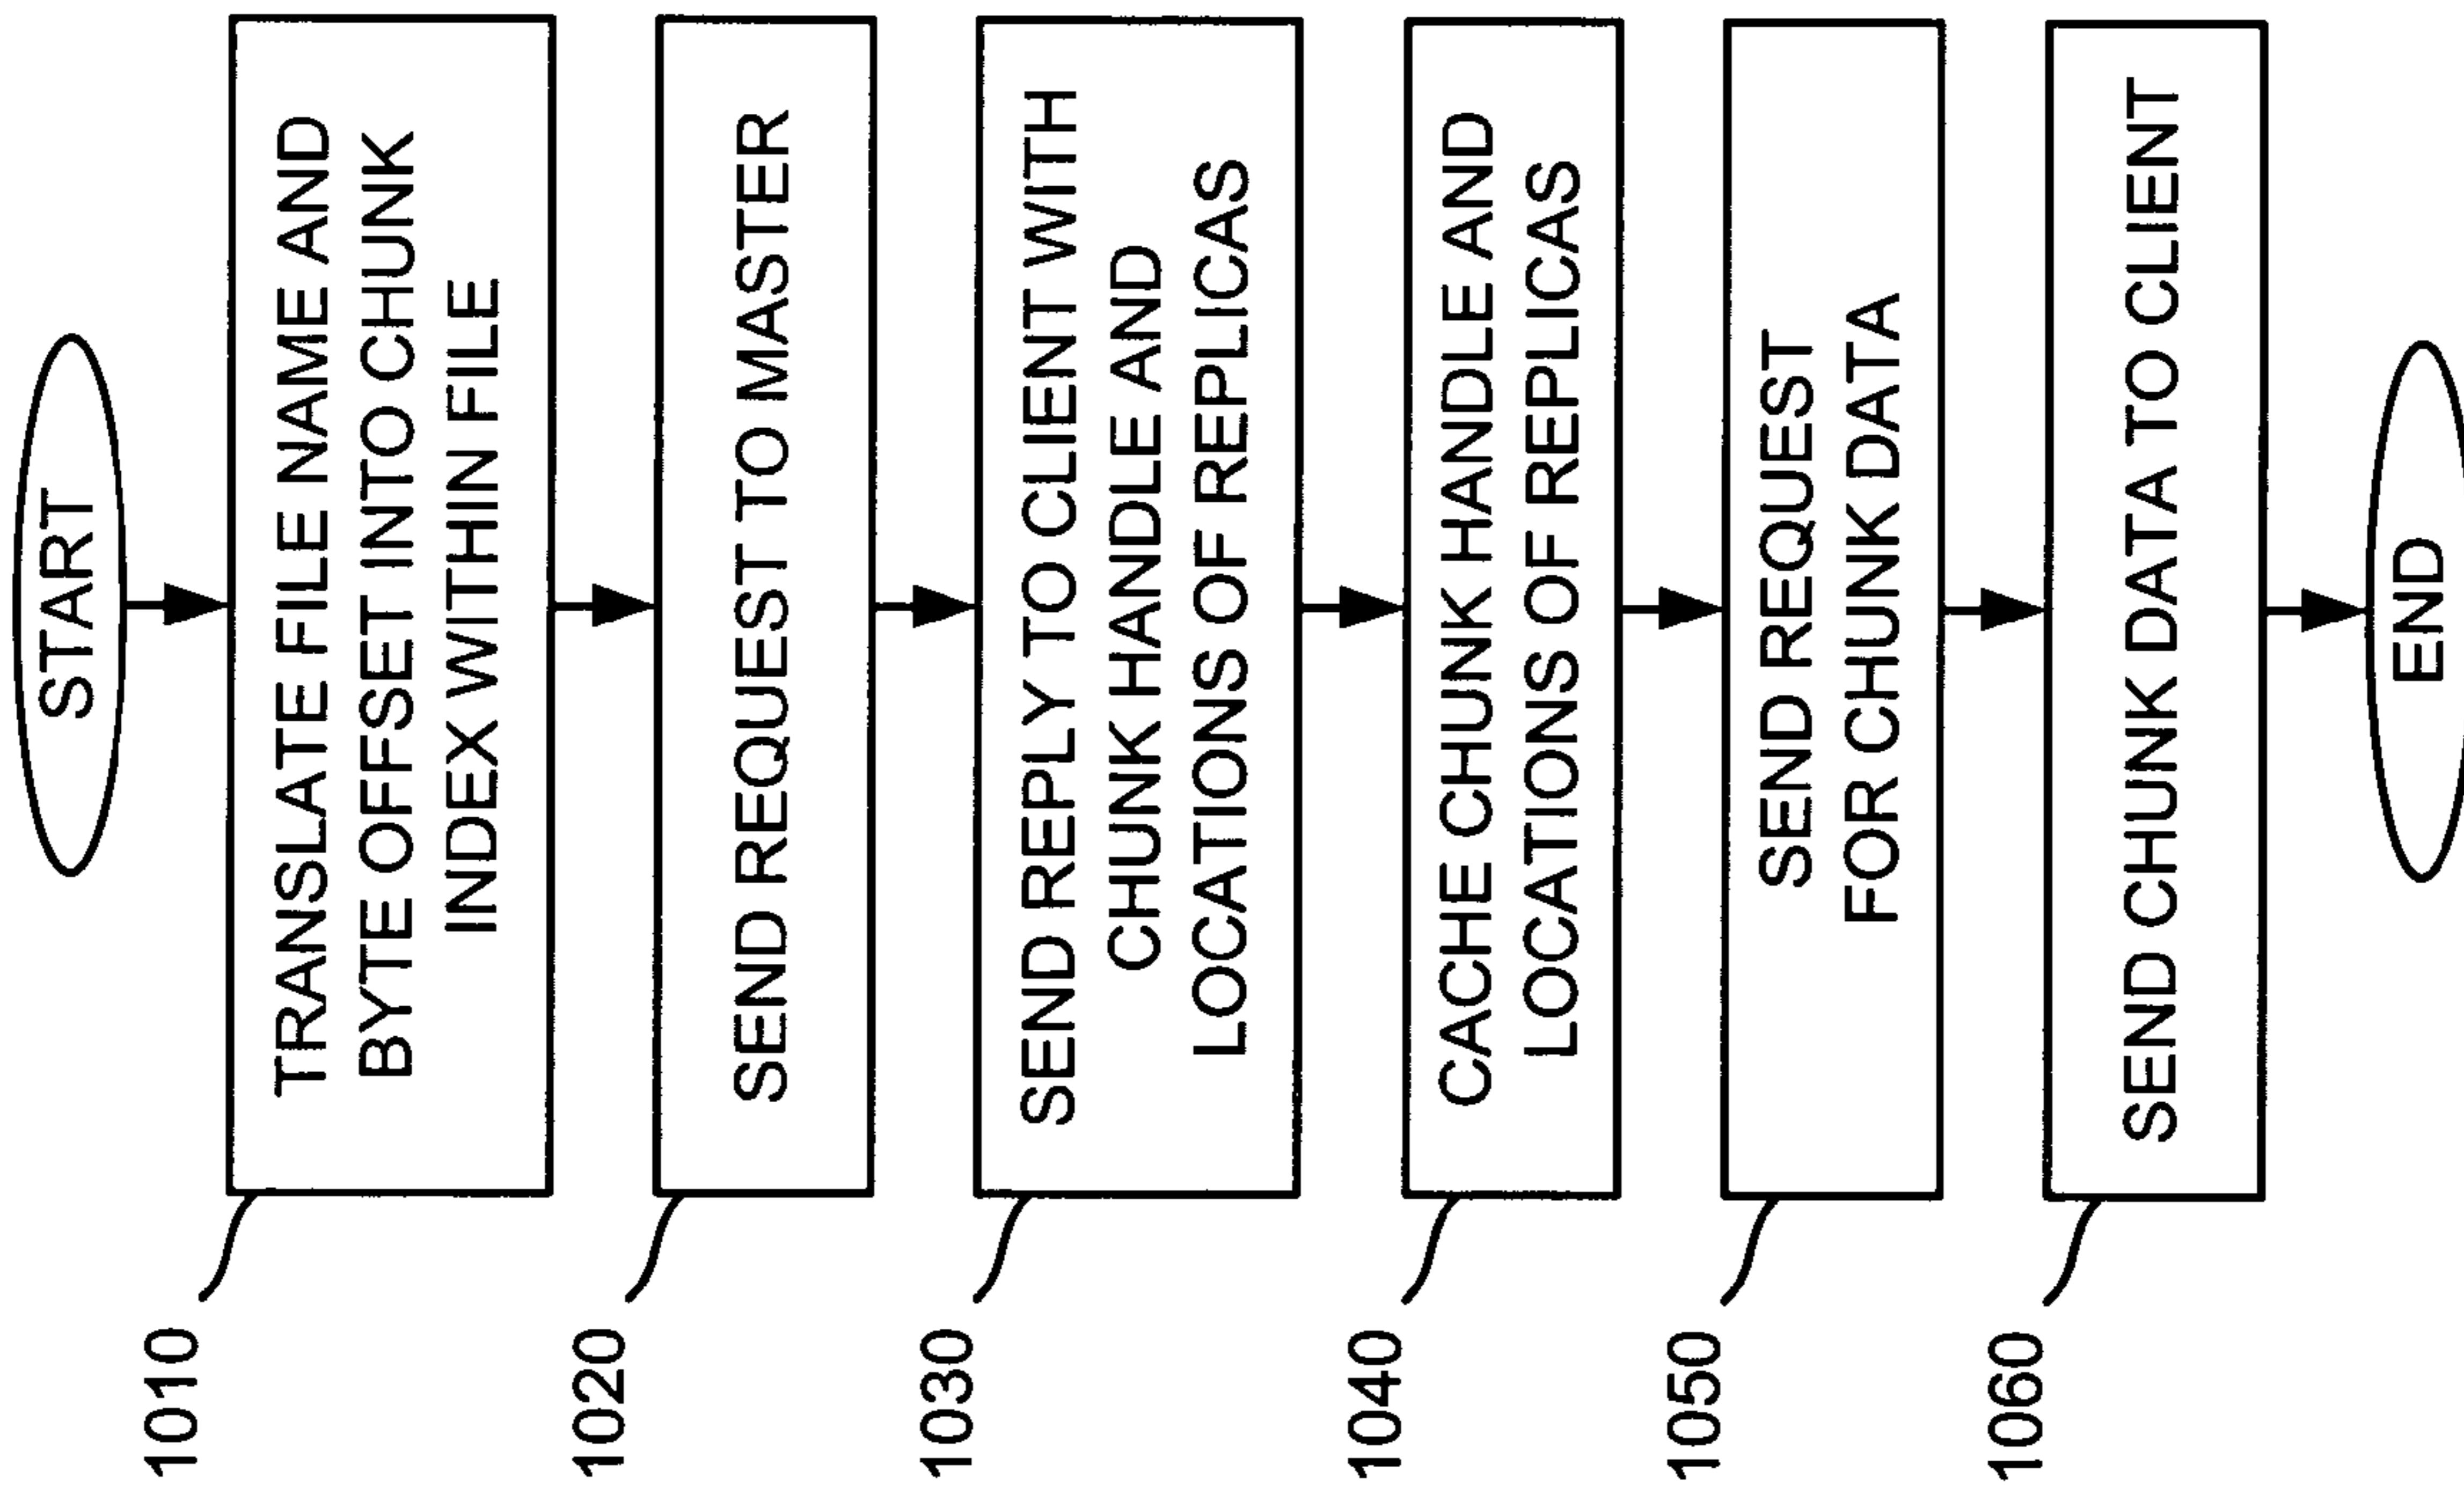 START
1010
TRANSLATE FILE NAME AND
BYTE OFFSET INTO CHUNK
INDEX WITHIN FILE
1020
SEND REQUEST TO MASTER
1030
SEND REPLY TO CLIENT WITH
CHUNK HANDLE AND
LOCATIONS OF REPLICAS
1040
CACHE CHUNK HANDLE AND
LOCATIONS OF REPLICAS
1050
SEND REQUEST
FOR CHUNK DATA
1060
SEND CHUNK DATA TO CLIENT
END